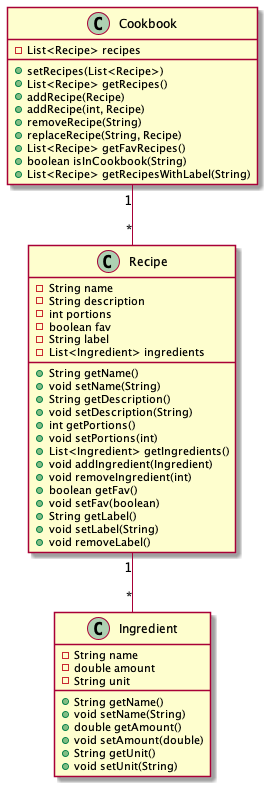 C Cookbook
List<Recipe> recipes
setRecipes(List<Recipe>)
List<Recipe> getRecipes()
addRecipe(Recipe)
addRecipe(int, Recipe)
removeRecipe(String)
replaceRecipe(String, Recipe)
List<Recipe> getFavRecipes()
boolean isInCookbook(String)
List<Recipe> getRecipesWithLabel(String)
1
*
C Recipe
String name
String description
int portions
boolean fav
String label
List<Ingredient> ingredients
String getName()
void setName(String)
String getDescription()
void setDescription(String)
int getPortions()
void setPortions(int)
List<Ingredient> getIngredients()
void addIngredient(Ingredient)
void removeIngredient(int)
boolean getFav()
void setFav(boolean)
String getLabel()
void setLabel(String)
void removeLabel()
1
*
C Ingredient
String name
double amount
String unit
String getName()
void setName(String)
double getAmount()
void setAmount(double)
String getUnit()
void setUnit(String)